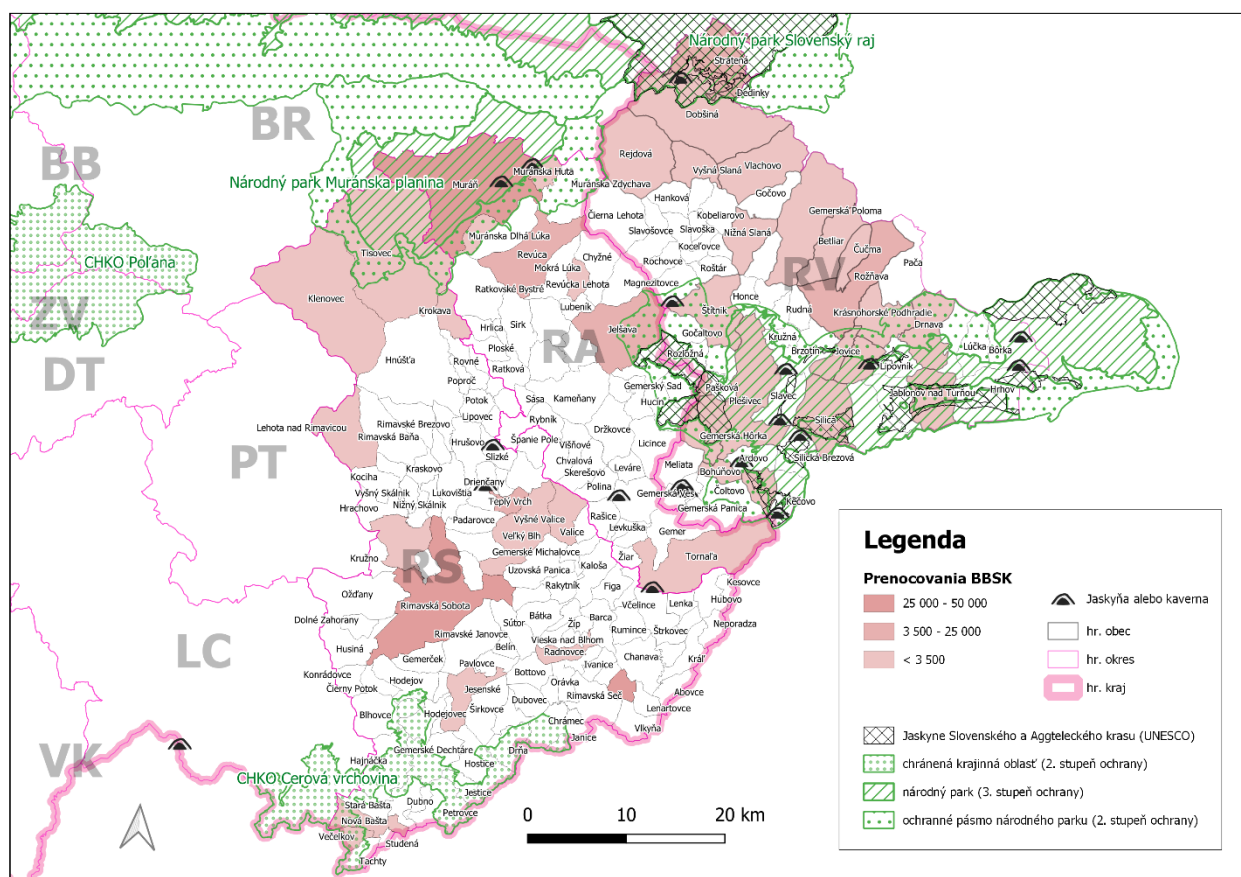 Národný park Slovenský raj
Stratená
Dedinky
BR
Dobšiná
BB
Rejdová
Vyšná Slaná
Vlachovo
Muránska Huta
Národný park Muránska planina
Muráň
Muránska Zdychava
Gočovo
Hanková
Čierna Lehota
Kobeliarovo
Gemerská Poloma
Slavošovce
Slavoška
Nižná Slaná
Muránska Dlhá Lúka
Koceľovce
Betliar
Čučma
CHKO Poľana
Tisovec
Revúca
Chyžné
Rochovce
Roštár
RV
Pača
Mokrá Lúka
Rožňava
Ratkovské Bystré
Revúcka Lehota
Magnezitovce
Honce
Klenovec
Krokava
Lubeník
Štítnik
Rudná
Krásnohorské Podhradie
ZV
Drnava
Hrlica
Sirk
Jelšava
Gočaltovo
Kružná
DT
Hnúšťa
Ploské
RA
Rozložná
Brzotín
Jovice
Lúčka
Bôrka
Rovné
Ratková
Lipovník
Poproč
Gemerský Sad
Pašková
Slavec
Hrhov
Potok
Sása
Kameňany
Hucín
Plešivec
Jablonov nad Turňou
Lehota nad Rimavicou
Lipovec
Rybník
Silica
Rimavské Brezovo
Držkovce
Rimavská Baňa
Hrušovo
Španie Pole
Gemerská Hôrka
PT
Slizké
Višňové
Licince
Silická Brezová
Chvalová
Meliata
Ardovo
Kraskovo
Skerešovo
Leváre
Bohúňovo
Kociha
Drienčany
Polina
Čoltovo
Kečovo
Vyšný Skálnik
Lukovištia
Gemerská Ves
Hrachovo
Nižný Skálnik
Teplý Vrch
Gemerská Panica
Padarovce
Vyšné Valice
Rašice
Veľký Blh
Valice
Levkuška
Gemer
Kružno
RS
Gemerské Michalovce
Žiar
Tornaľa
Uzovská Panica
Kaloša
Ožďany
Rakytník
Figa
Kesovce
Rimavská Sobota
Včelince
Lenka
Hubovo
Dolné Zahorany
Sútor
Bátka
Žíp
Barca
Neporadza
LC
Rimavské Janovce
Rumince
Štrkovec
Husiná
Belín
Vieska nad Blhom
Radnovce
Gemerček
Pavlovce
Ivanice
Chanava
Kráľ
Konrádovce
Bottovo
Čierny Potok
Hodejov
Jesenské
Orávka
Rimavská Seč
Abovce
Blhovce
Hodejovec
Širkovce
Dubovec
Lenartovce
Chrámec
Vlkyňa
VK
Gemerské Dechtáre
Drňa
Janice
Hajnáčka
Hostice
CHKO Cerová vrchovina
Jestice
Stará Bašta
Dubno
Petrovce
Nová Bašta
Večelkov
Studená
Tachty
0 10 20 km
Legenda
Prenocovania BBSK
25 000 - 50 000
3 500 - 25 000
< 3 500
Jaskyňa alebo kaverna
hr. obec
hr. okres
hr. kraj
Jaskyne Slovenského a Aggteleckého krasu (UNESCO)
chránená krajinná oblasť (2. stupeň ochrany)
národný park (3. stupeň ochrany)
ochranné pásmo národného parku (2. stupeň ochrany)